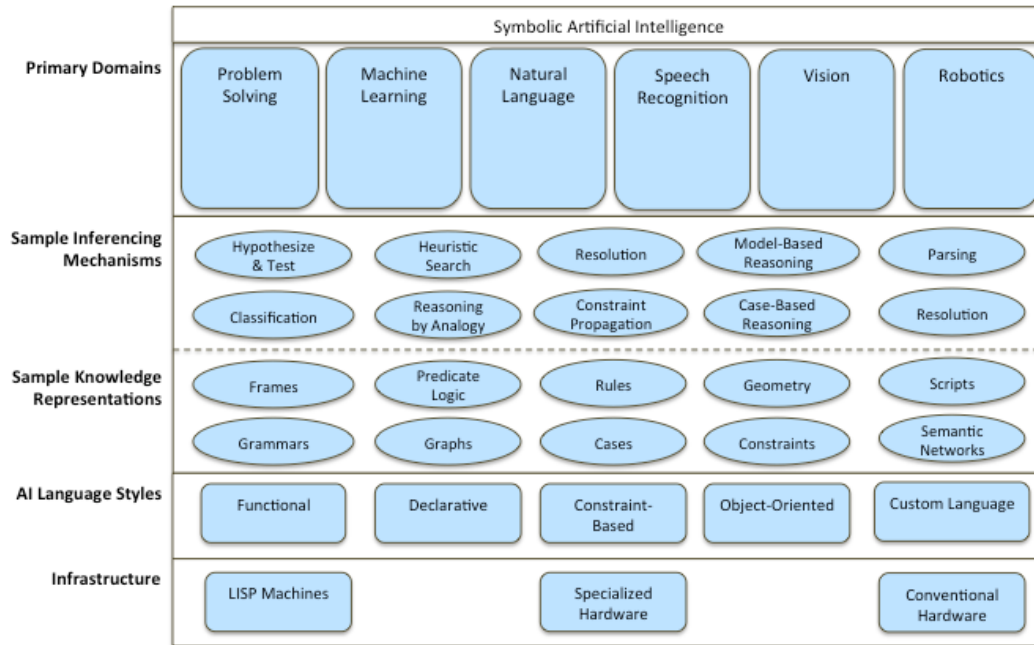 Symbolic Artificial Intelligence
Primary Domains
Problem
Solving
Machine
Learning
Natural
Language
Speech
Recognition
Vision
Robotics
Sample Inferencing
Mechanisms
Hypothesize
& Test
Heuristic
Search
Resolution
Model-Based
Reasoning
Parsing
Classification
Reasoning
by Analogy
Constraint
Propagation
Case-Based
Reasoning
Resolution
Sample Knowledge
Representations
Frames
Predicate
Logic
Rules
Geometry
Scripts
Grammars
Graphs
Cases
Constraints
Semantic
Networks
AI Language Styles
Functional
Declarative
Constraint-
Based
Object-Oriented
Custom Language
Infrastructure
LISP Machines
Specialized
Hardware
Conventional
Hardware